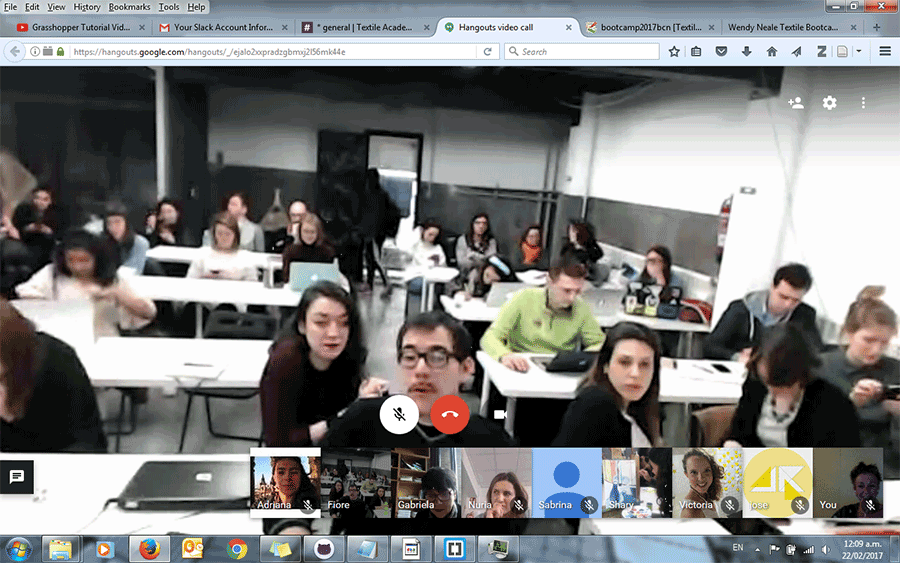 File Edit View History Bookmarks Tools Help
Grasshopper Tutorial Vid... Your Slack Account Infor... * general | Textile Acade... Hangouts video call bootcamp2017bcn [Textil... Wendy Neale Textile Bootca...
https://hangouts.google.com/hangouts/_/ejalo2xxpradzgbmxj2l56mk44e Search
Adriana Fiore Gabriela Nuria Sabrina Shary Victoria jose You
EN 12:09 a.m.
22/02/2017